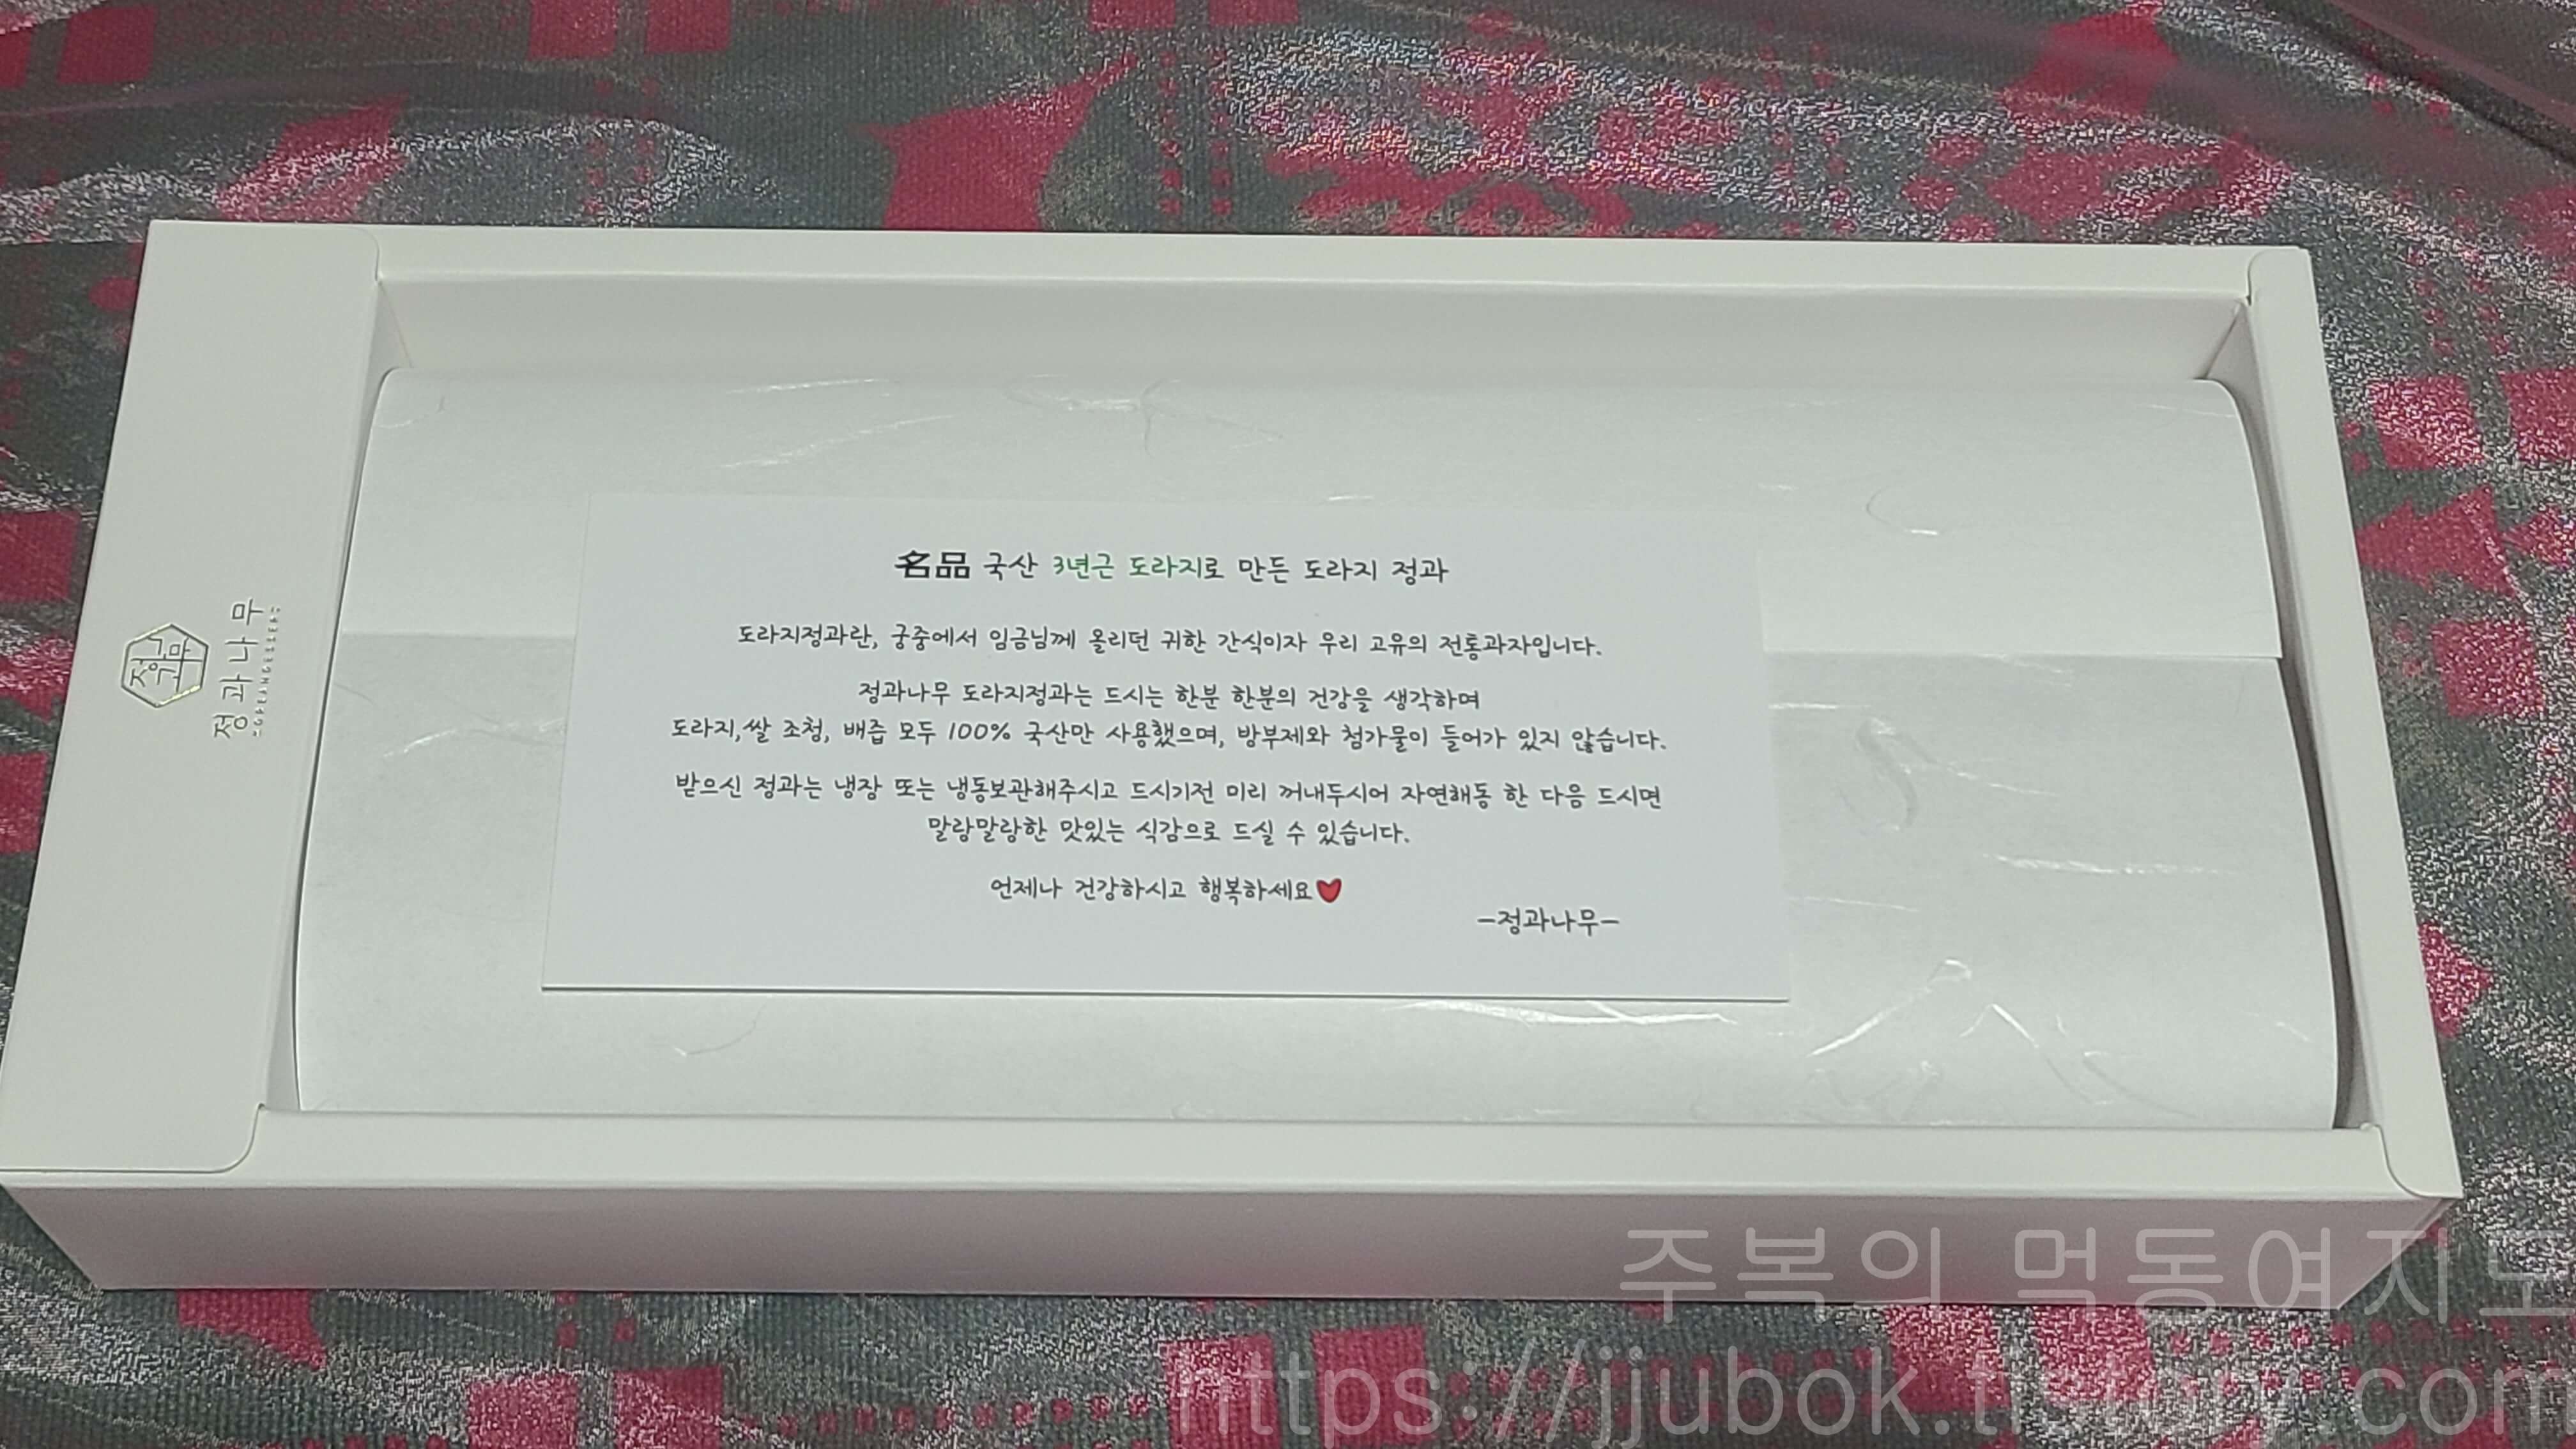 정과나무
名品 국산 3년근 도라지로 만든 도라지 정과
도라지정과란, 궁중에서 임금님께 올리던 귀한 간식이자 우리 고유의 전통과자입니다.
정과나무 도라지정과는 드시는 한분 한분의 건강을 생각하며
도라지,쌀 조청, 배즙 모두 100% 국산만 사용했으며, 방부제와 첨가물이 들어가 있지 않습니다.
받으신 정과는 냉장 또는 냉동보관해주시고 드시기전 미리 꺼내두시어 자연해동 한 다음 드시면
말랑말랑한 맛있는 식감으로 드실 수 있습니다.
언제나 건강하시고 행복하세요❤
-정과나무-
주복의 먹동여지도
https://jjubok.tistory.com